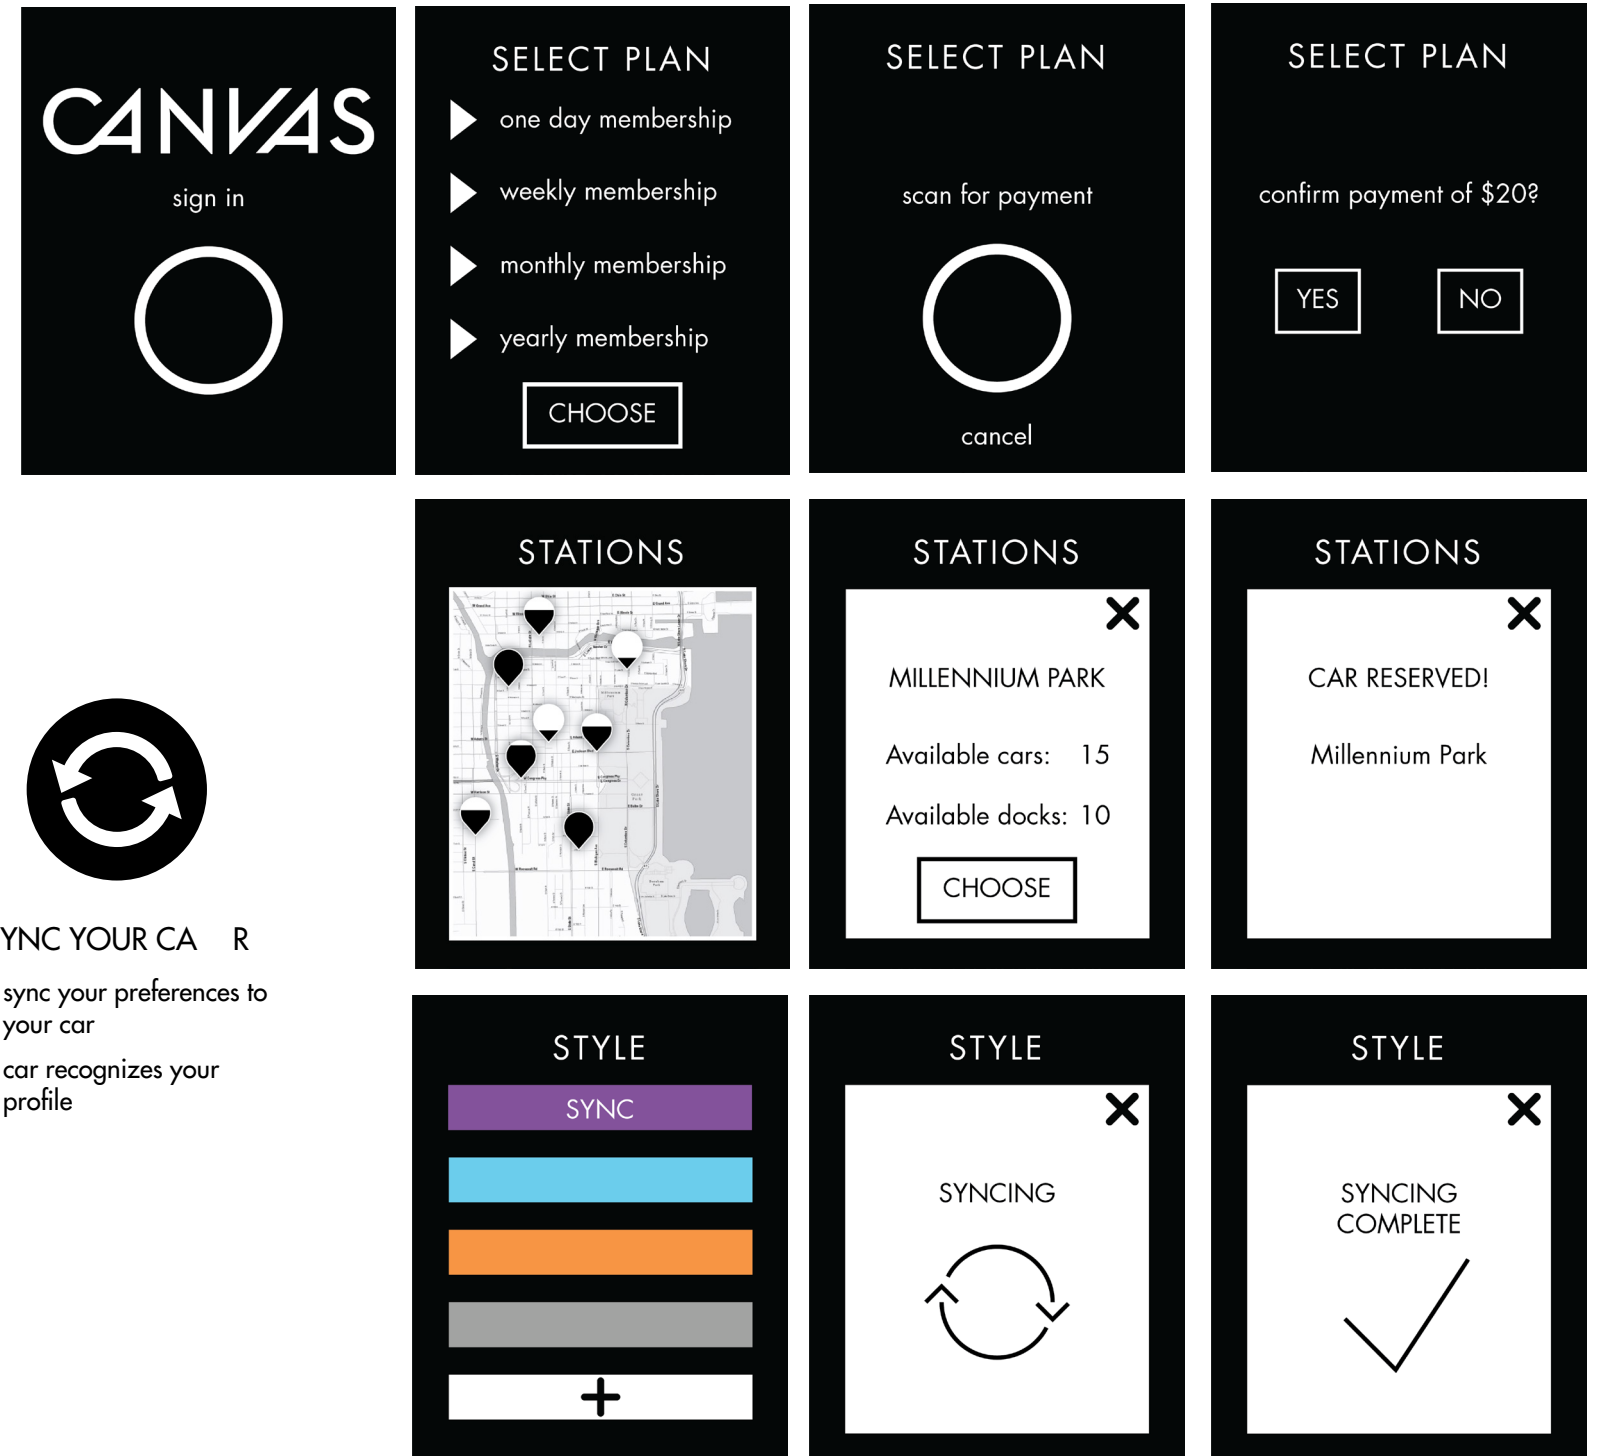 CANVAS
sign in
SELECT PLAN
one day membership
weekly membership
monthly membership
yearly membership
CHOOSE
SELECT PLAN
scan for payment
cancel
SELECT PLAN
confirm payment of $20?
YES
NO
STATIONS
STATIONS
MILLENNIUM PARK
Available cars: 15
Available docks: 10
CHOOSE
STATIONS
CAR RESERVED!
Millennium Park
YNC YOUR CA R
sync your preferences to
your car
car recognizes your
profile
STYLE
SYNC
STYLE
SYNCING
STYLE
SYNCING
COMPLETE